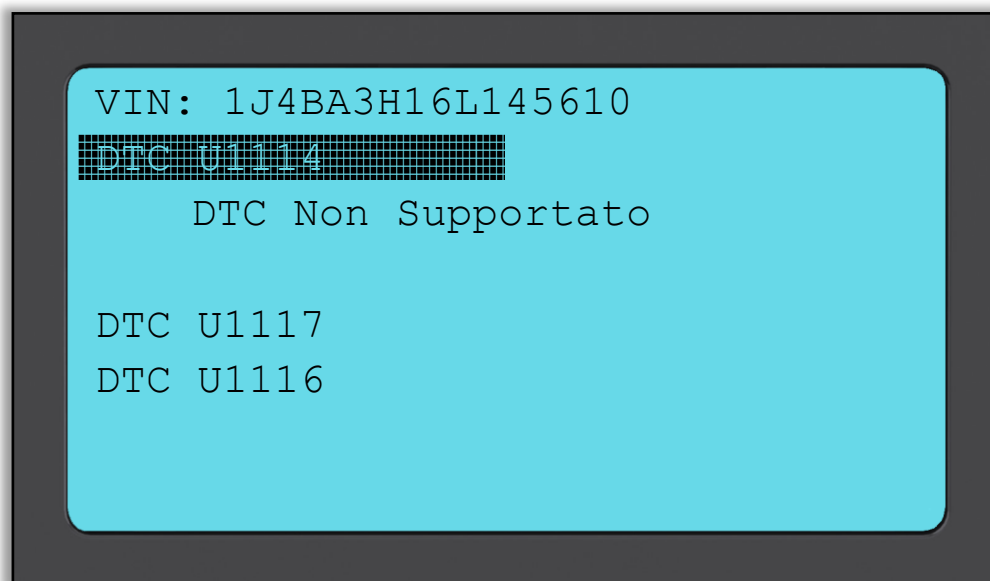 VIN: 1J4BA3H16L145610
DTC U1114
DTC Non Supportato
DTC U1117
DTC U1116